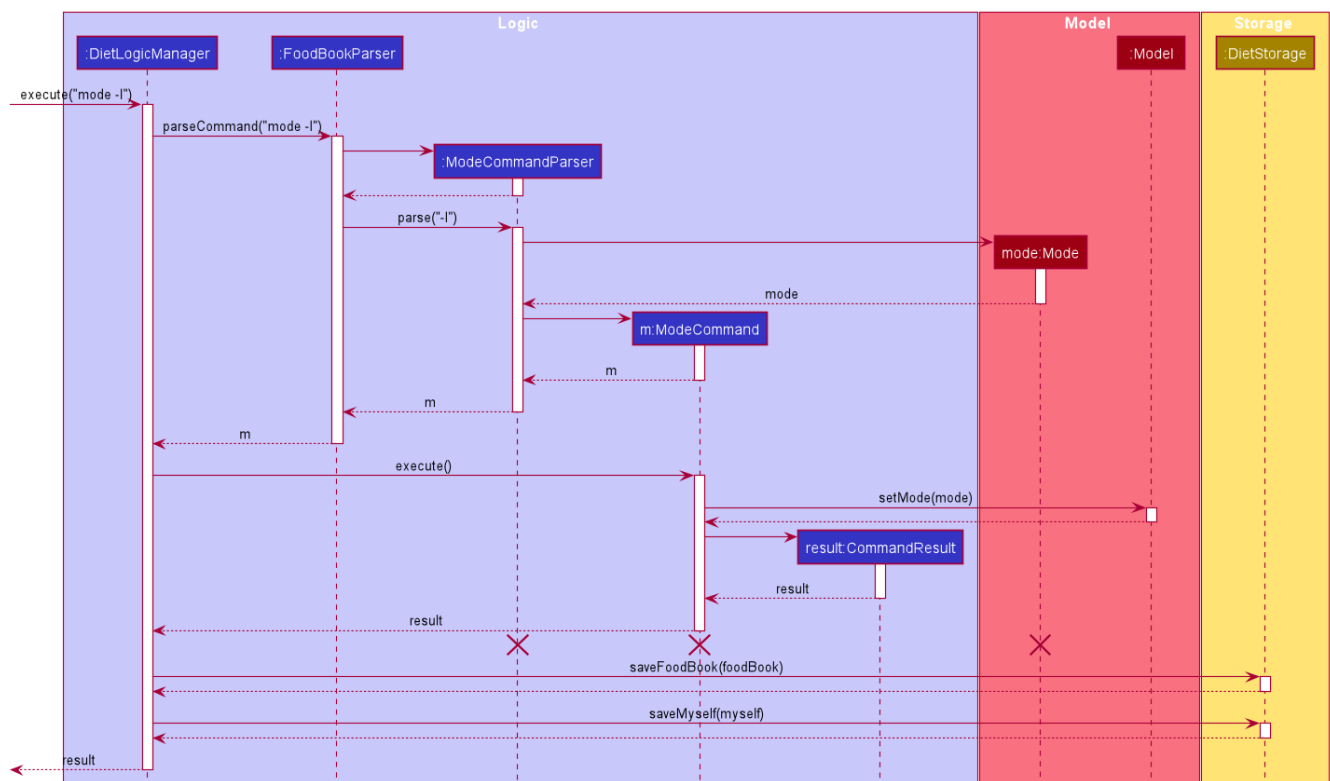 Logic
Model
Storage
:DietLogicManager
:FoodBookParser
:Model
:DietStorage
execute("mode -l")
parseCommand("mode -l")
:ModeCommandParser
parse("-l")
mode:Mode
mode
m:ModeCommand
m
m
m
execute()
setMode(mode)
result:CommandResult
result
result
saveFoodBook(foodBook)
saveMyself(myself)
result